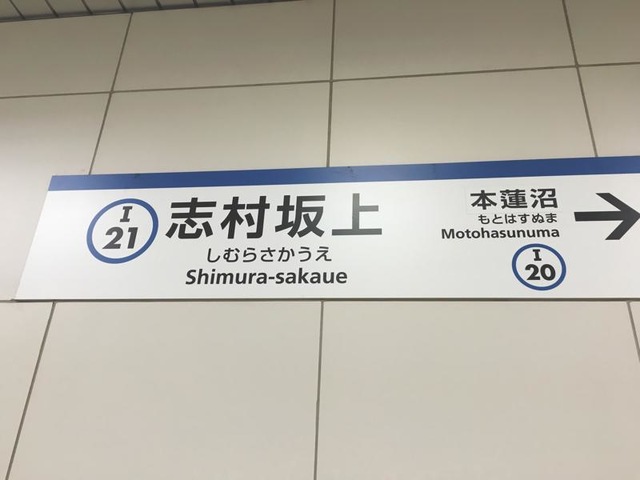 I
21
志村坂上
しむらさかうえ
Shimura-sakaue
本蓮沼
もとはすぬま
Motohasunuma
I
20